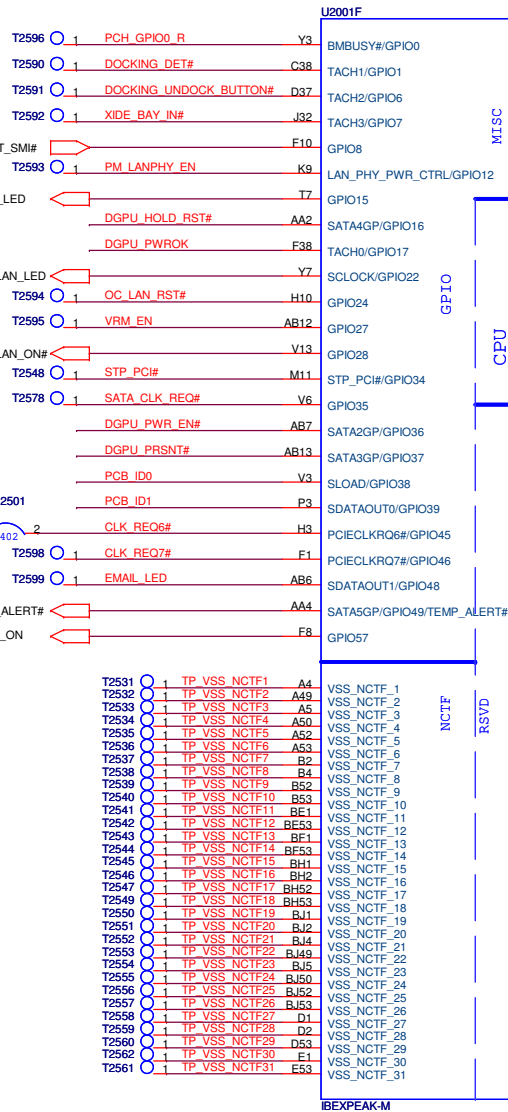 U2001F
T2596 1 PCH_GPIO0_R Y3 BMBUSY#/GPIO0
T2590 1 DOCKING_DET# C38 TACH1/GPIO1
T2591 1 DOCKING_UNDOCK_BUTTON# D37 TACH2/GPIO6
T2592 1 XIDE_BAY_IN# J32 TACH3/GPIO7
MISC
T_SMI# F10 GPIO8
T2593 1 PM_LANPHY_EN K9 LAN_PHY_PWR_CTRL/GPIO12
_LED T7 GPIO15
DGPU_HOLD_RST# AA2 SATA4GP/GPIO16
DGPU_PWROK F38 TACH0/GPIO17
LAN_LED Y7 SCLOCK/GPIO22
GPIO
T2594 1 OC_LAN_RST# H10 GPIO24
T2595 1 VRM_EN AB12 GPIO27
CPU
LAN_ON# V13 GPIO28
T2548 1 STP_PCI# M11 STP_PCI#/GPIO34
T2578 1 SATA_CLK_REQ# V6 GPIO35
DGPU_PWR_EN# AB7 SATA2GP/GPIO36
DGPU_PRSNT# AB13 SATA3GP/GPIO37
PCB_ID0 V3 SLOAD/GPIO38
2501 PCB_ID1 P3 SDATAOUT0/GPIO39
402 2 CLK_REQ6# H3 PCIECLKRQ6#/GPIO45
T2598 1 CLK_REQ7# F1 PCIECLKRQ7#/GPIO46
T2599 1 EMAIL_LED AB6 SDATAOUT1/GPIO48
_ALERT# AA4 SATA5GP/GPIO49/TEMP_ALERT#
_ON F8 GPIO57
NCTF
RSVD
T2531 1 TP_VSS_NCTF1 A4 VSS_NCTF_1
T2532 1 TP_VSS_NCTF2 A49 VSS_NCTF_2
T2533 1 TP_VSS_NCTF3 A5 VSS_NCTF_3
T2534 1 TP_VSS_NCTF4 A50 VSS_NCTF_4
T2535 1 TP_VSS_NCTF5 A52 VSS_NCTF_5
T2536 1 TP_VSS_NCTF6 A53 VSS_NCTF_6
T2537 1 TP_VSS_NCTF7 B2 VSS_NCTF_7
T2538 1 TP_VSS_NCTF8 B4 VSS_NCTF_8
T2539 1 TP_VSS_NCTF9 B52 VSS_NCTF_9
T2540 1 TP_VSS_NCTF10 B53 VSS_NCTF_10
T2541 1 TP_VSS_NCTF11 BE1 VSS_NCTF_11
T2542 1 TP_VSS_NCTF12 BE53 VSS_NCTF_12
T2543 1 TP_VSS_NCTF13 BF1 VSS_NCTF_13
T2544 1 TP_VSS_NCTF14 BF53 VSS_NCTF_14
T2545 1 TP_VSS_NCTF15 BH1 VSS_NCTF_15
T2546 1 TP_VSS_NCTF16 BH2 VSS_NCTF_16
T2547 1 TP_VSS_NCTF17 BH52 VSS_NCTF_17
T2549 1 TP_VSS_NCTF18 BH53 VSS_NCTF_18
T2550 1 TP_VSS_NCTF19 BJ1 VSS_NCTF_19
T2551 1 TP_VSS_NCTF20 BJ2 VSS_NCTF_20
T2552 1 TP_VSS_NCTF21 BJ4 VSS_NCTF_21
T2553 1 TP_VSS_NCTF22 BJ49 VSS_NCTF_22
T2554 1 TP_VSS_NCTF23 BJ5 VSS_NCTF_23
T2555 1 TP_VSS_NCTF24 BJ50 VSS_NCTF_24
T2556 1 TP_VSS_NCTF25 BJ52 VSS_NCTF_25
T2557 1 TP_VSS_NCTF26 BJ53 VSS_NCTF_26
T2558 1 TP_VSS_NCTF27 D1 VSS_NCTF_27
T2559 1 TP_VSS_NCTF28 D2 VSS_NCTF_28
T2560 1 TP_VSS_NCTF29 D53 VSS_NCTF_29
T2562 1 TP_VSS_NCTF30 E1 VSS_NCTF_30
T2561 1 TP_VSS_NCTF31 E53 VSS_NCTF_31
IBEXPEAK-M